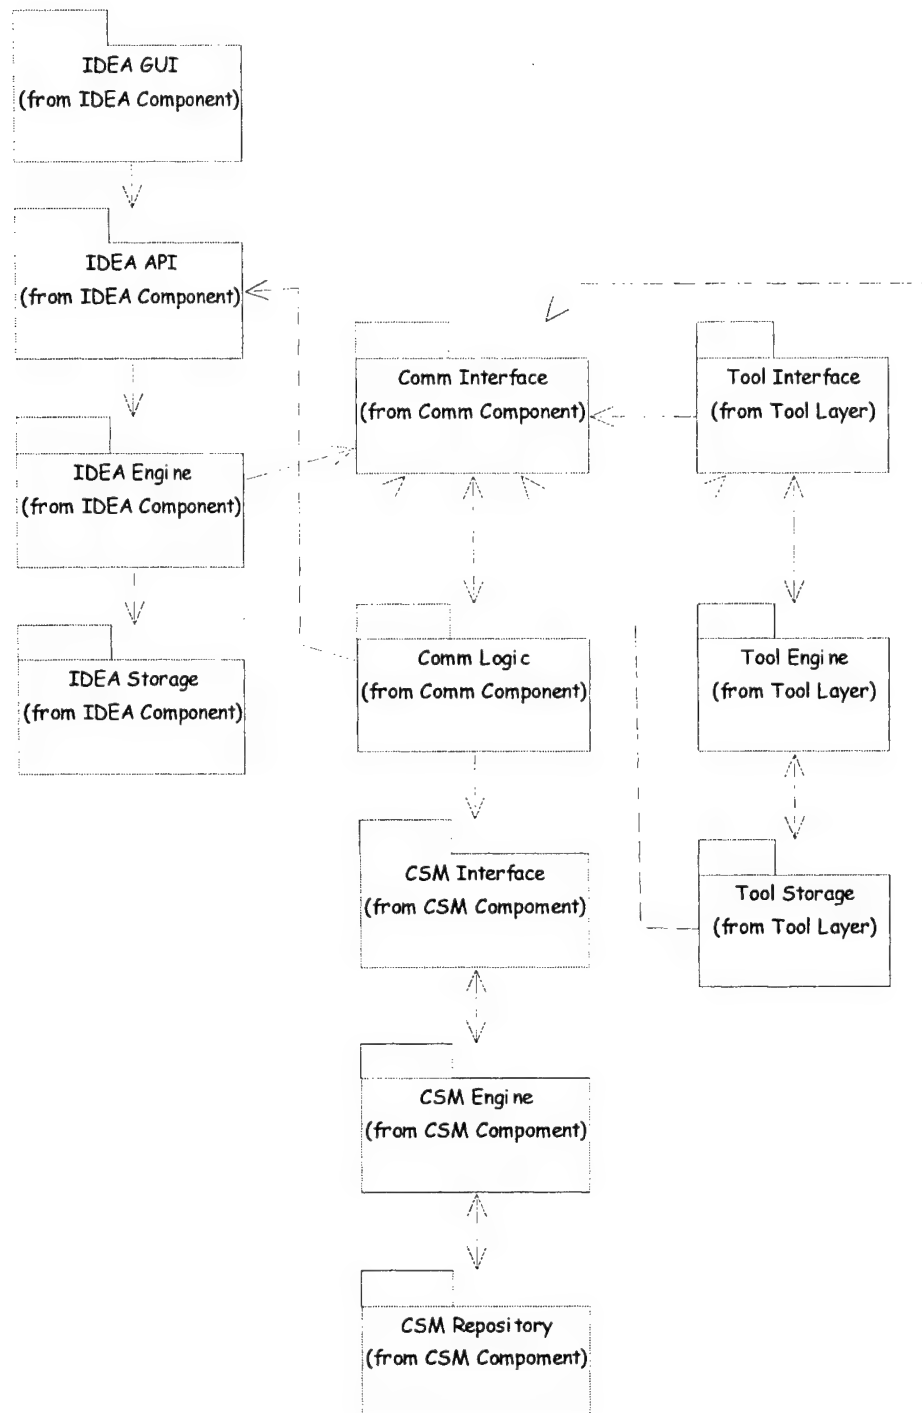 IDEA GUI
(from IDEA Component)
IDEA API
(from IDEA Component)
Comm Interface
(from Comm Component)
Tool Interface
(from Tool Layer)
IDEA Engine
(from IDEA Component)
IDEA Storage
(from IDEA Component)
Comm Logic
(from Comm Component)
Tool Engine
(from Tool Layer)
CSM Interface
(from CSM Compoment)
Tool Storage
(from Tool Layer)
CSM Engine
(from CSM Compoment)
CSM Repository
(from CSM Compoment)